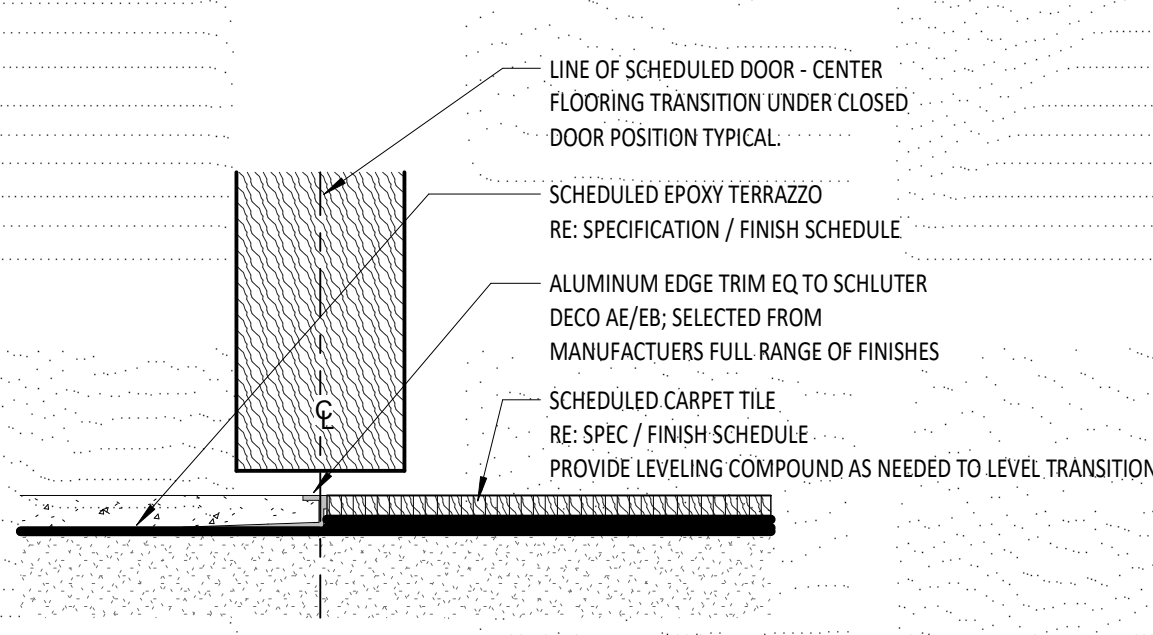 LINE OF SCHEDULED DOOR - CENTER
FLOORING TRANSITION UNDER CLOSED
DOOR POSITION TYPICAL.
SCHEDULED EPOXY TERRAZZO
RE: SPECIFICATION / FINISH SCHEDULE
ALUMINUM EDGE TRIM EQ TO SCHLUTER
DECO AE/EB; SELECTED FROM
MANUFACTUERS FULL RANGE OF FINISHES
SCHEDULED CARPET TILE
RE: SPEC / FINISH SCHEDULE
PROVIDE LEVELING COMPOUND AS NEEDED TO LEVEL TRANSITION
℄